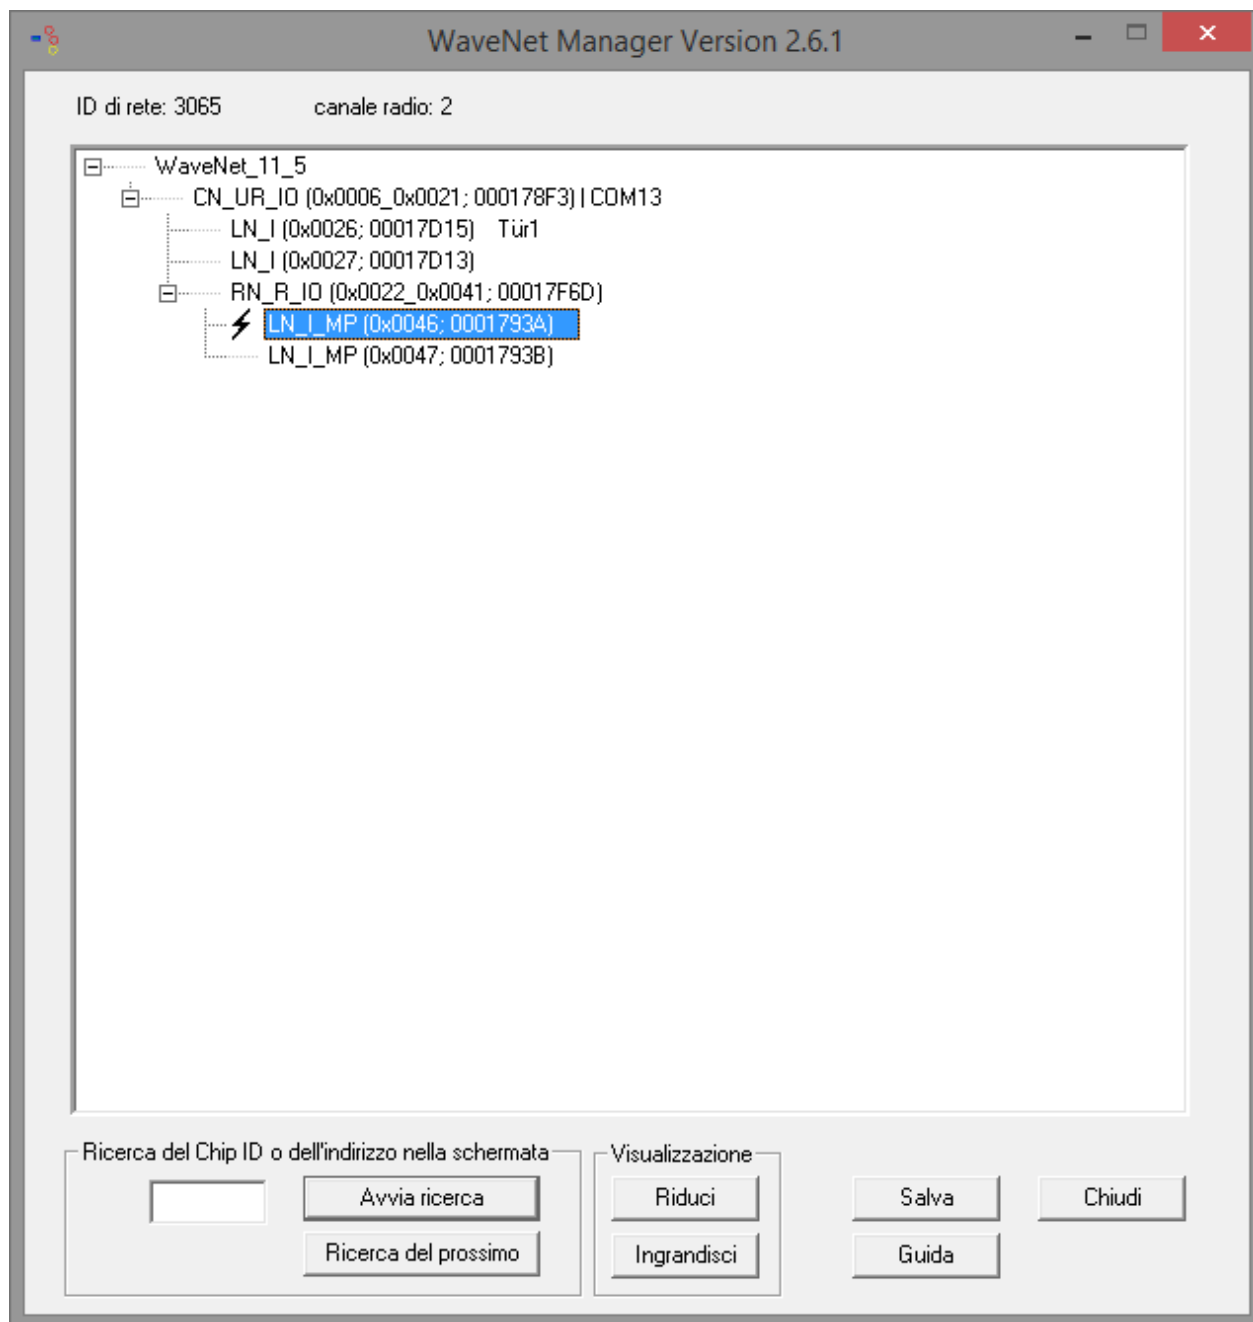 WaveNet Manager Version 2.6.1
ID di rete: 3065 canale radio: 2
WaveNet_11_5
CN_UR_IO (0x0006_0x0021; 000178F3) | COM13
LN_I (0x0026; 00017D15) Tür1
LN_I (0x0027; 00017D13)
RN_R_IO (0x0022_0x0041; 00017F6D)
LN_I_MP (0x0046; 0001793A)
LN_I_MP (0x0047; 0001793B)
Ricerca del Chip ID o dell'indirizzo nella schermata
Avvia ricerca
Ricerca del prossimo
Visualizzazione
Riduci
Ingrandisci
Salva
Chiudi
Guida